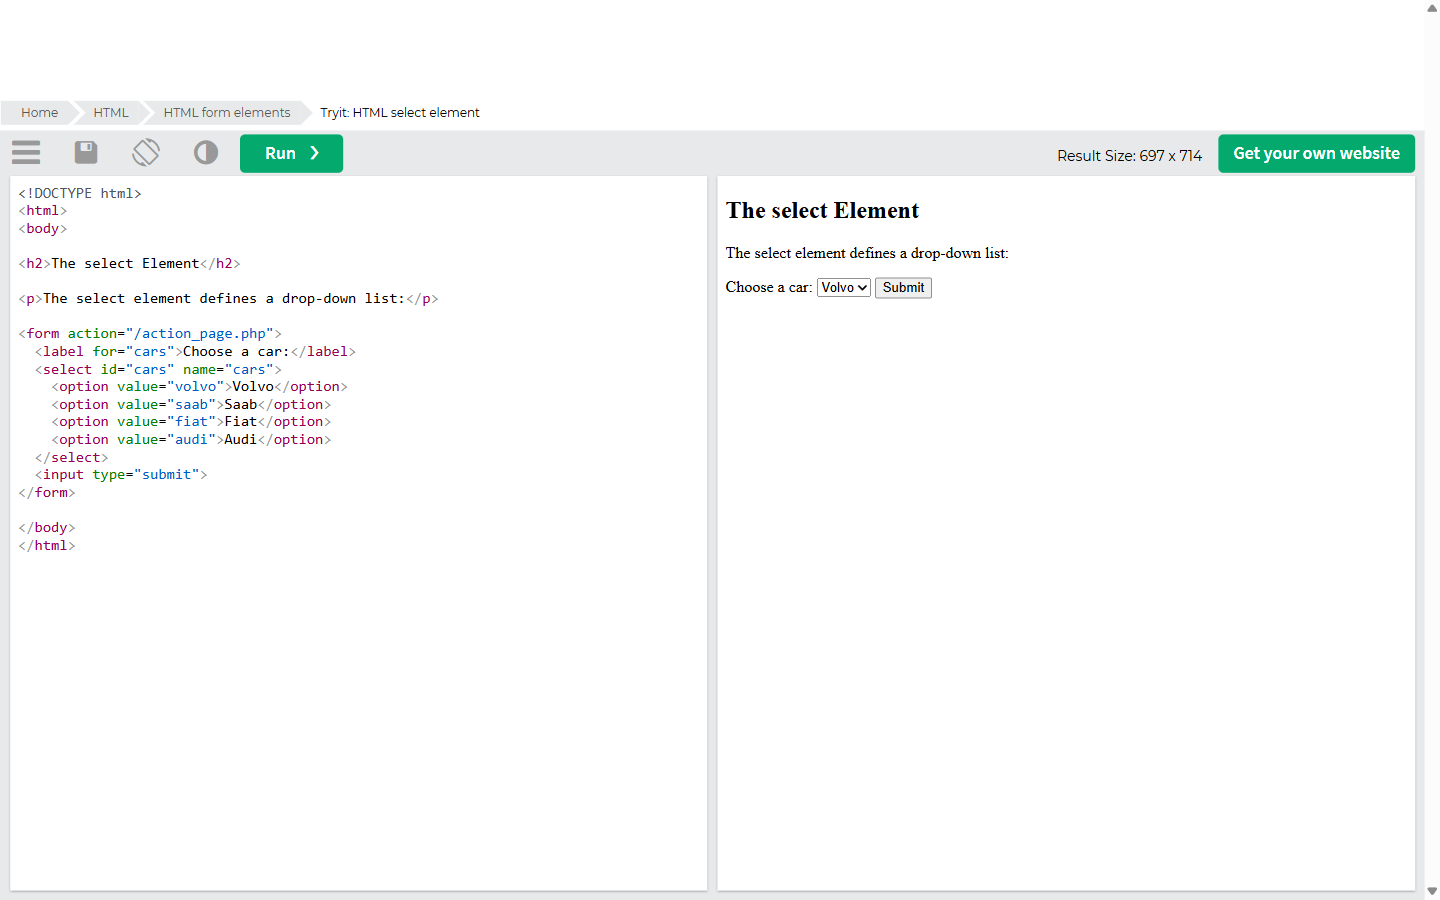 Home HTML HTML form elements Tryit: HTML select element
Run ❯ Result Size: 697 x 714 Get your own website
<!DOCTYPE html>
<html>
<body>
<h2>The select Element</h2>
<p>The select element defines a drop-down list:</p>
<form action="/action_page.php">
<label for="cars">Choose a car:</label>
<select id="cars" name="cars">
<option value="volvo">Volvo</option>
<option value="saab">Saab</option>
<option value="fiat">Fiat</option>
<option value="audi">Audi</option>
</select>
<input type="submit">
</form>
</body>
</html>
The select Element
The select element defines a drop-down list:
Choose a car: Volvo Submit